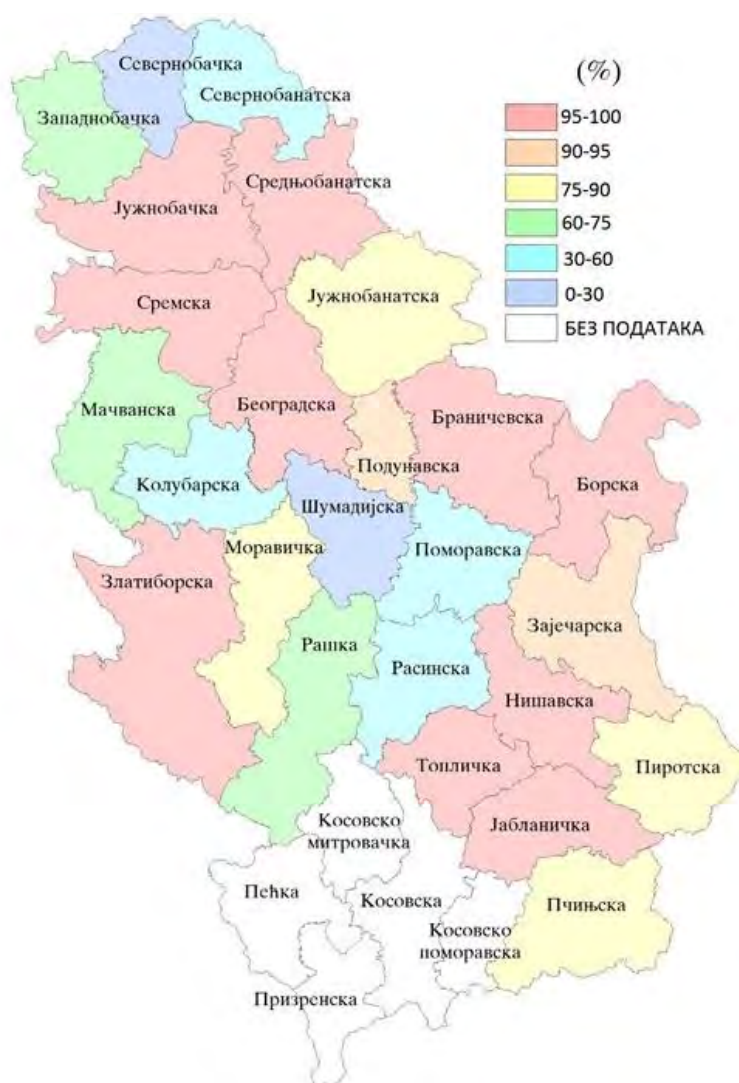 (%)
95-100
90-95
75-90
60-75
30-60
0-30
БЕЗ ПОДАТАКА
Севернобачка
Севернобанатска
Западнобачка
Средњобанатска
Јужнобачка
Јужнобанатска
Сремска
Мачванска
Београдска
Браничевска
Подунавска
Борска
Колубарска
Шумадијска
Моравичка
Поморавска
Златиборска
Зајечарска
Рашка
Расинска
Нишавска
Топличка
Пиротска
Јабланичка
Косовско
митровачка
Пећка
Косовска
Косовско
поморавска
Пчињска
Призренска